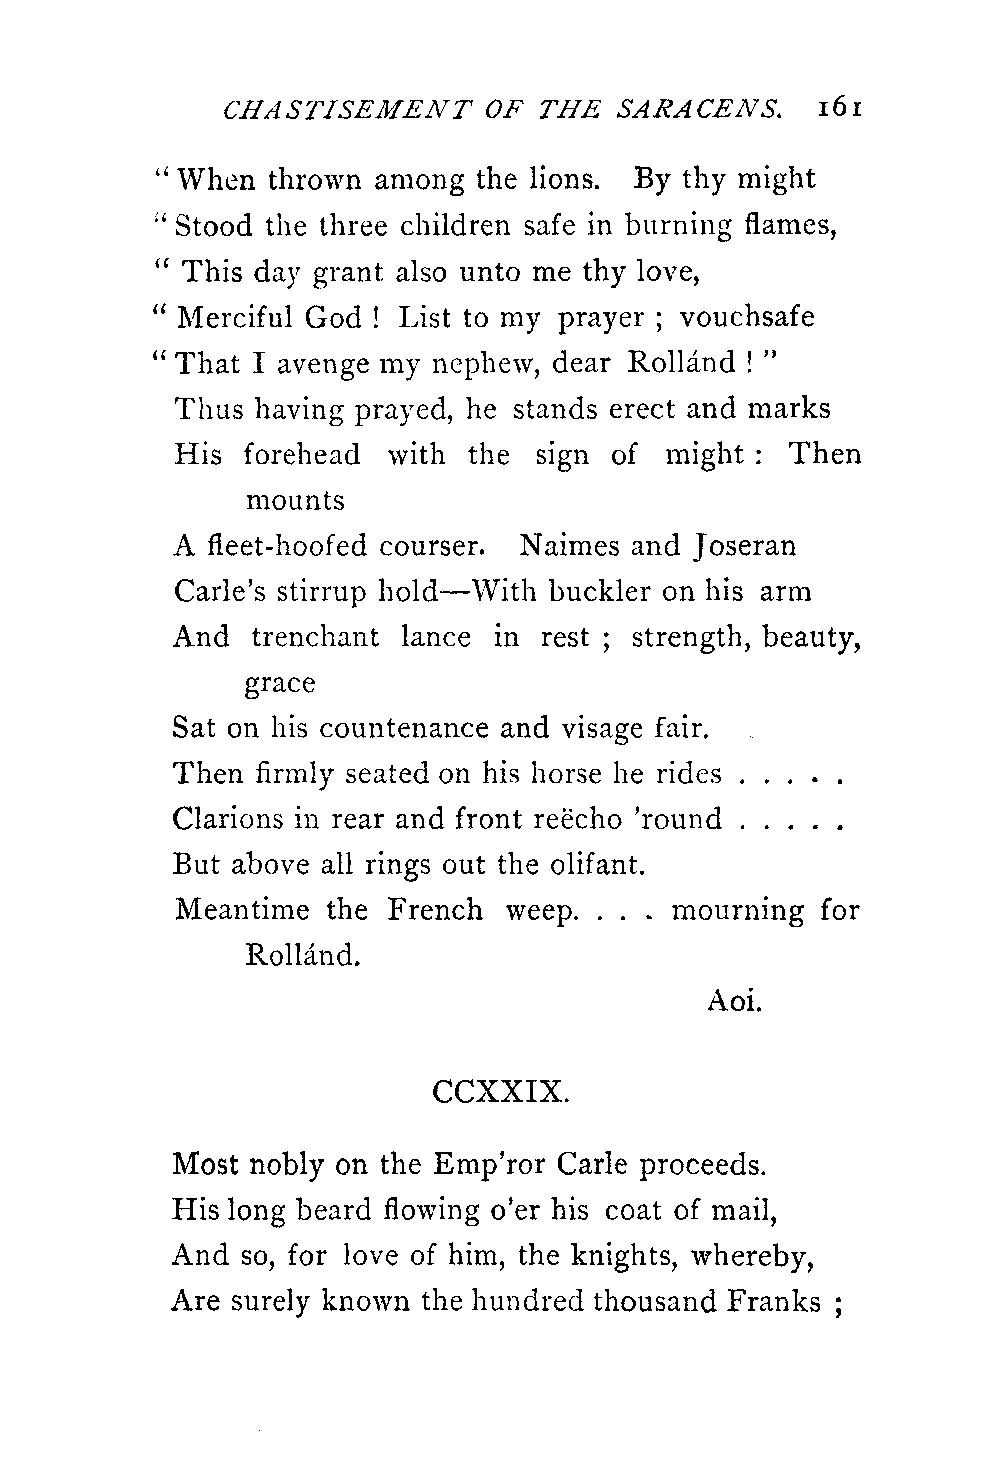 CHASTISEMENT OF THE SARACENS. 161
“ When thrown among the lions. By thy might
“ Stood the three children safe in burning flames,
“ This day grant also unto me thy love,
“ Merciful God ! List to my prayer ; vouchsafe
“ That I avenge my nephew, dear Rollánd ! ”
Thus having prayed, he stands erect and marks
His forehead with the sign of might : Then
mounts
A fleet-hoofed courser. Naimes and Joseran
Carle's stirrup hold—With buckler on his arm
And trenchant lance in rest ; strength, beauty,
grace
Sat on his countenance and visage fair.
Then firmly seated on his horse he rides . . . . .
Clarions in rear and front reëcho 'round . . . . .
But above all rings out the olifant.
Meantime the French weep. . . . mourning for
Rollánd.
Aoi.
CCXXIX.
Most nobly on the Emp'ror Carle proceeds.
His long beard flowing o'er his coat of mail,
And so, for love of him, the knights, whereby,
Are surely known the hundred thousand Franks ;